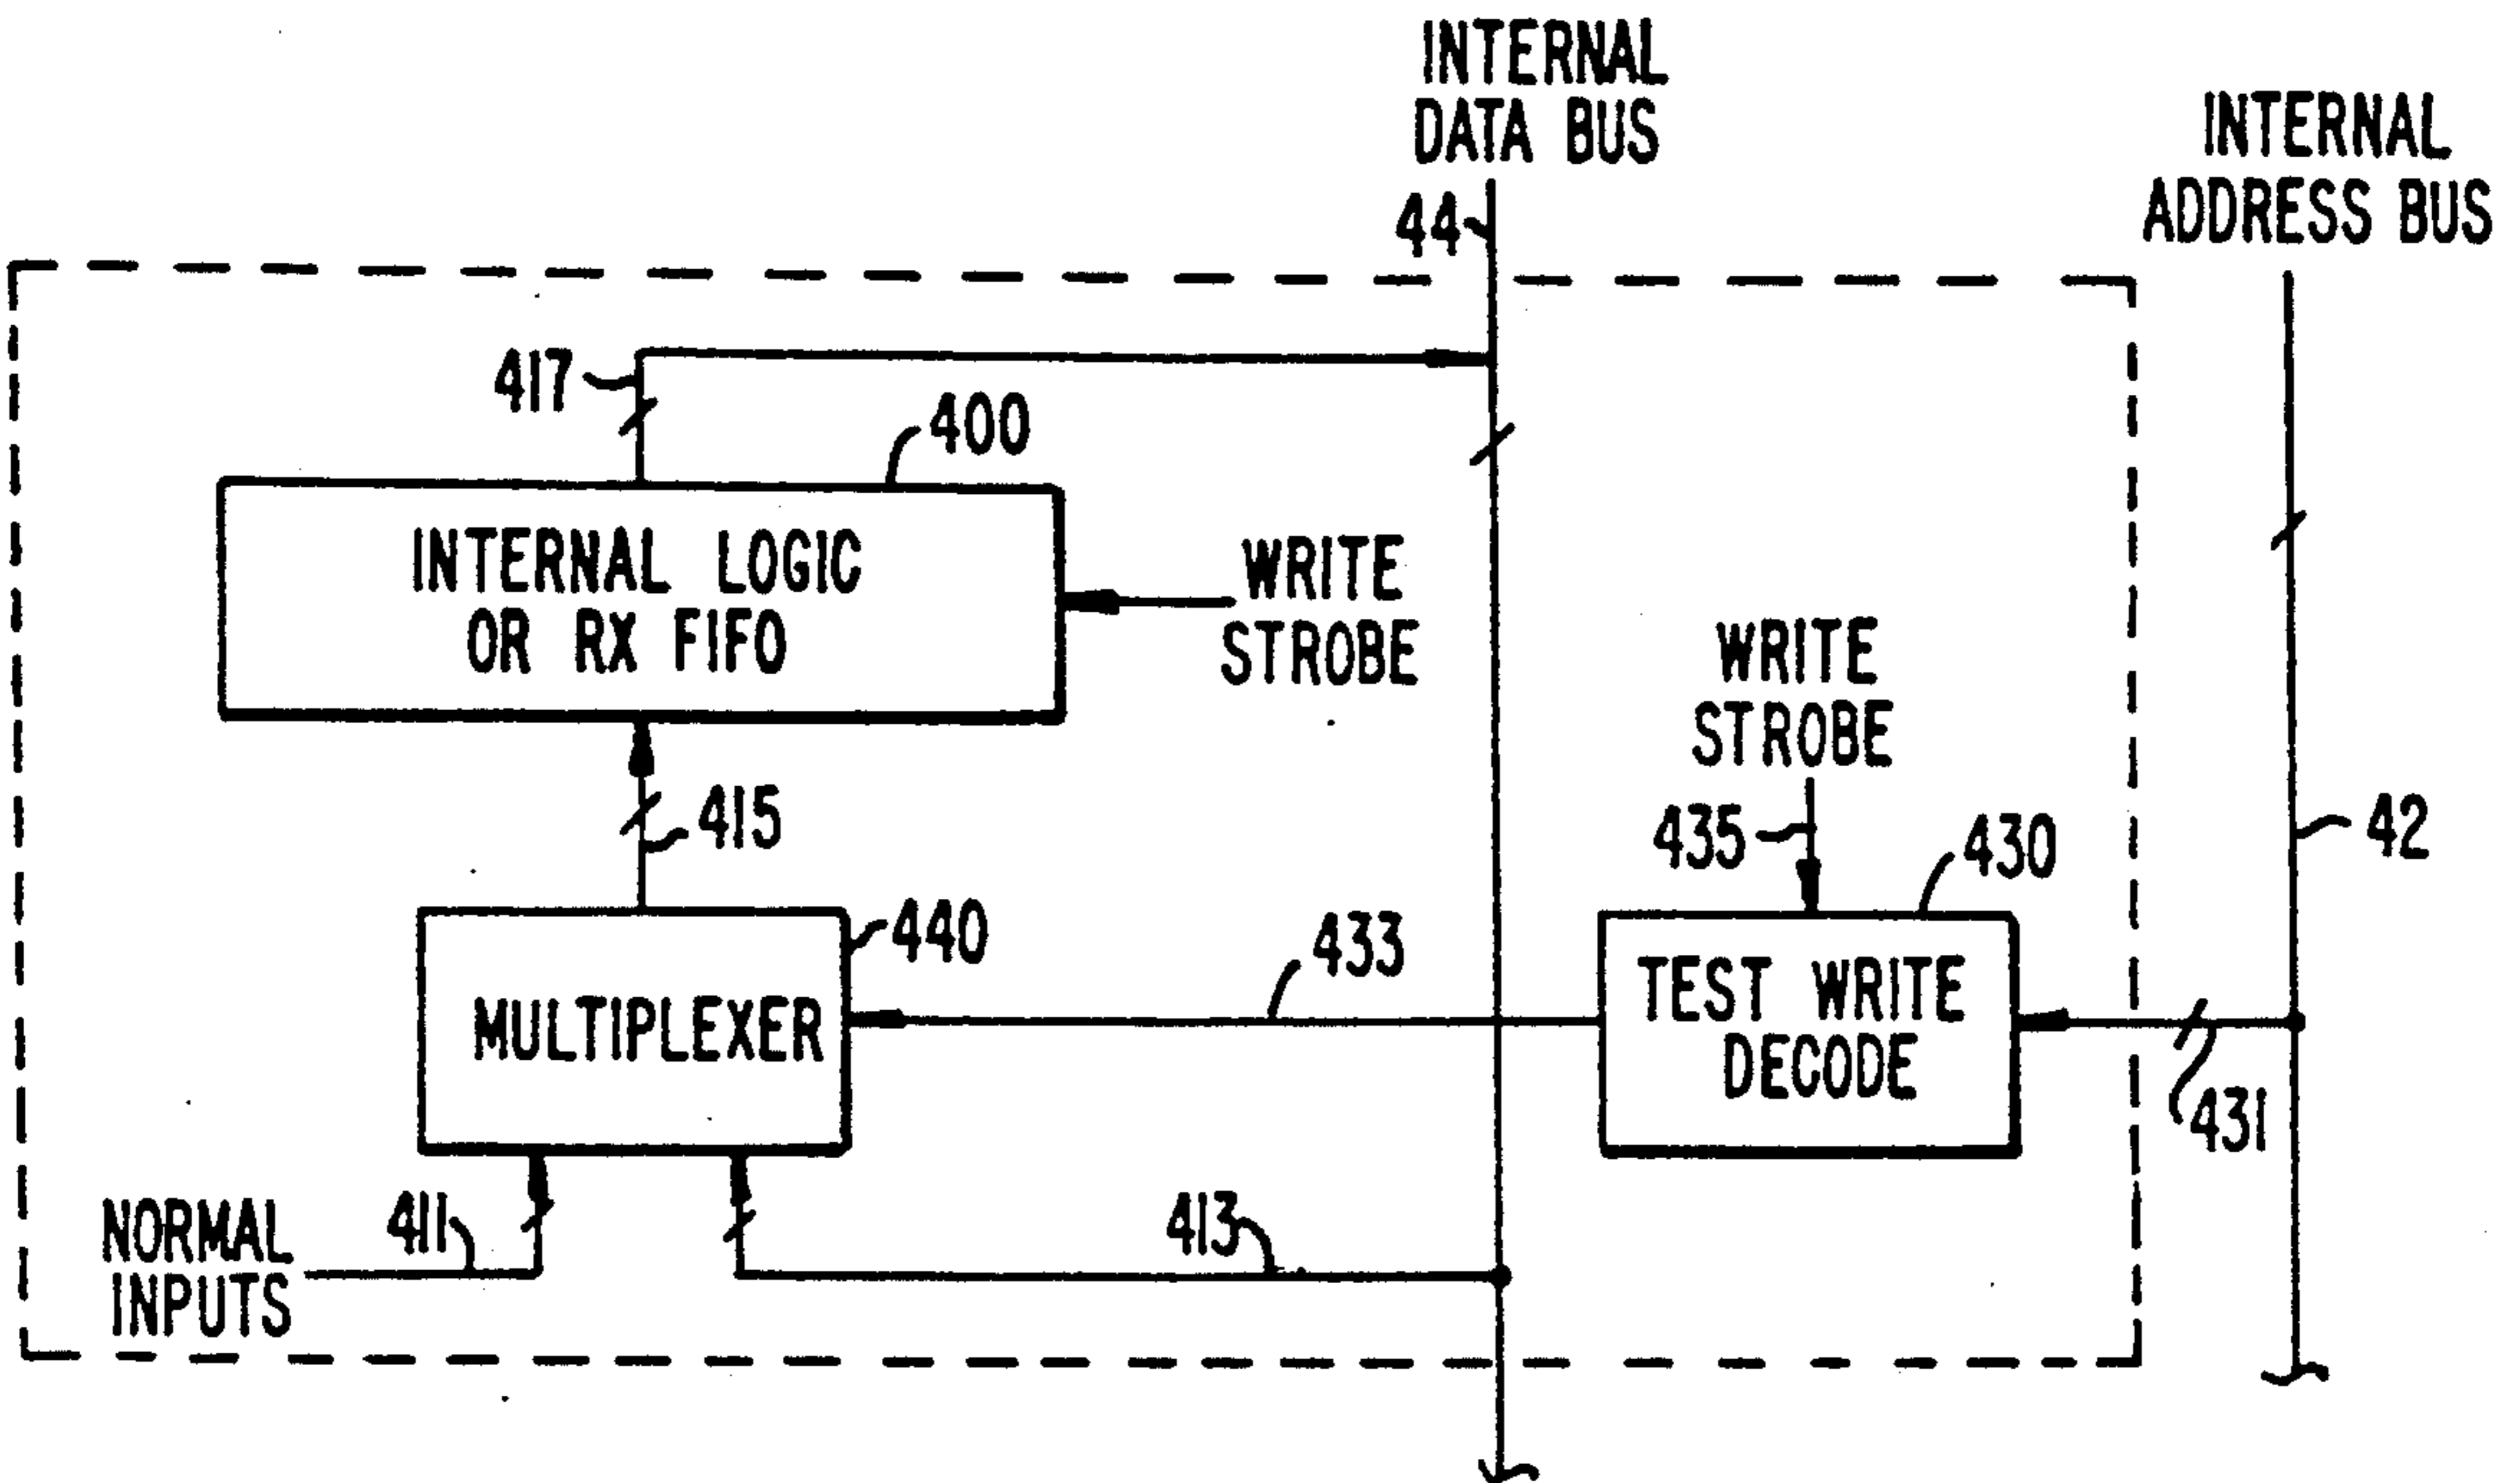 INTERNAL
DATA BUS
INTERNAL
ADDRESS BUS
44
417
400
INTERNAL LOGIC
OR RX FIFO
WRITE
STROBE
WRITE
STROBE
415
435
430
42
440
433
MULTIPLEXER
TEST WRITE
DECODE
431
NORMAL
INPUTS
411
413